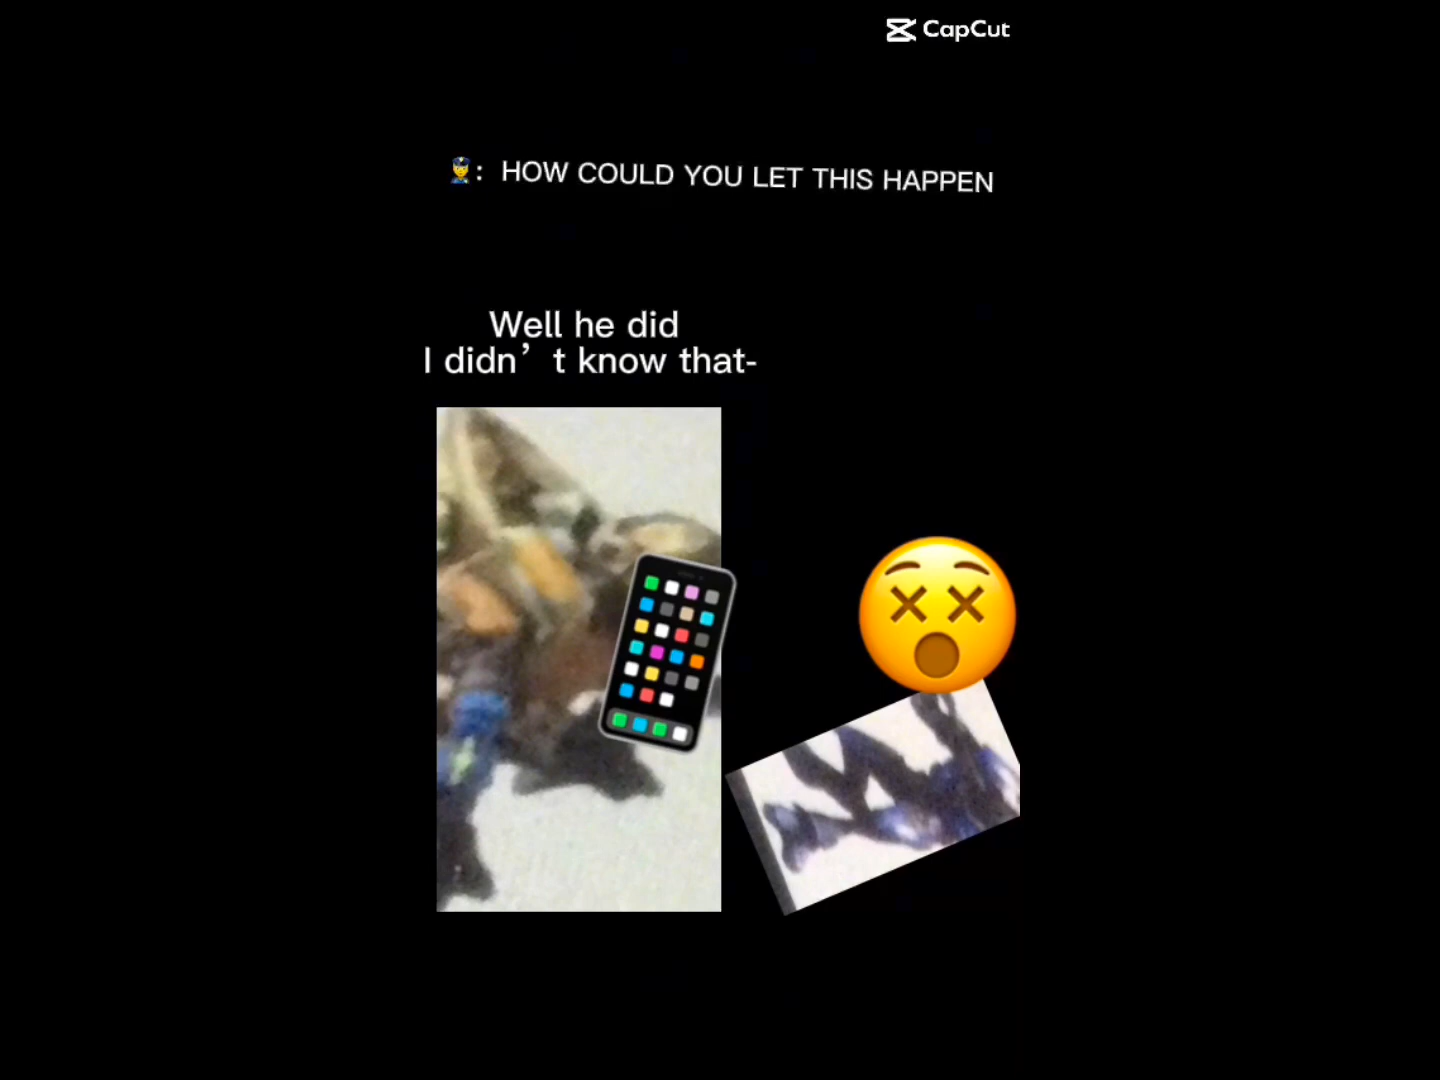 CapCut
👮: HOW COULD YOU LET THIS HAPPEN
Well he did
I didn’t know that-